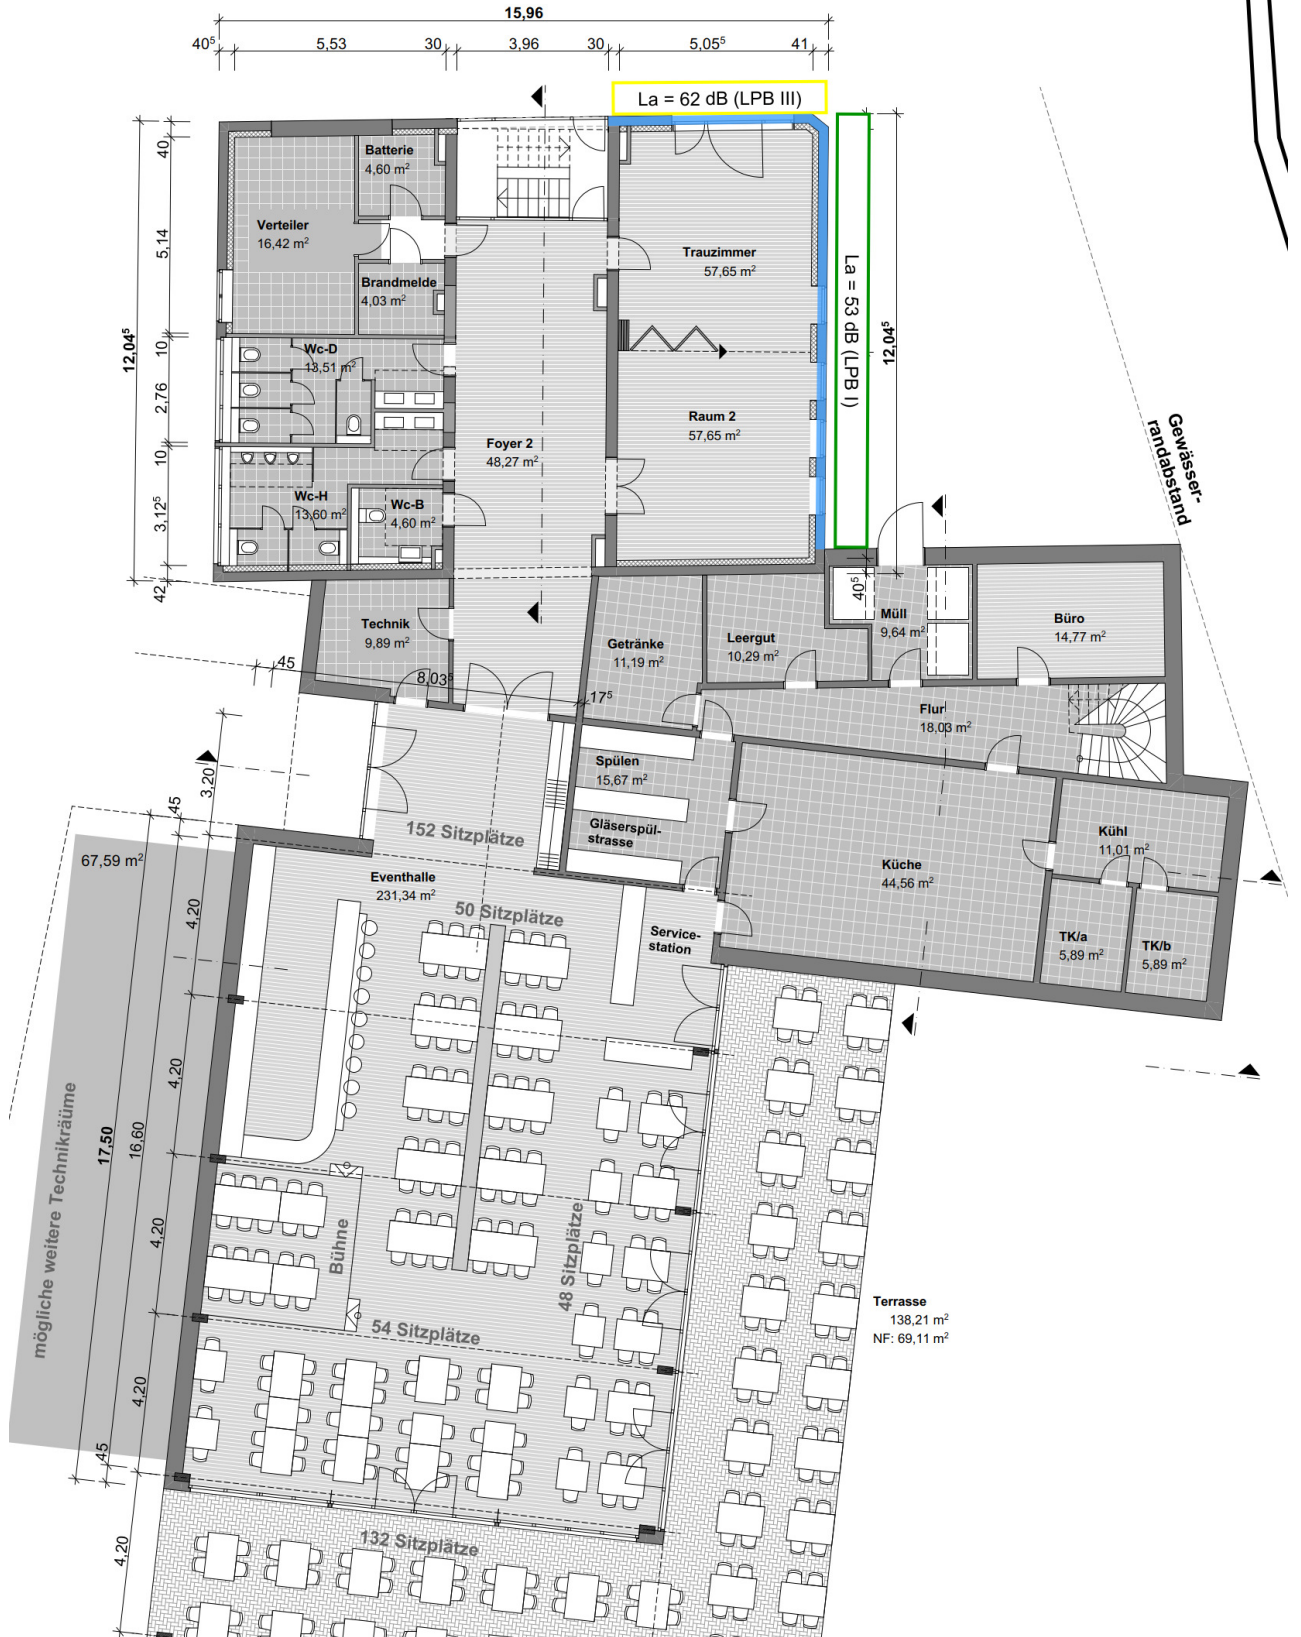 15,96
40⁵
5,53
30
3,96
30
5,05⁵
41
La = 62 dB (LPB III)
40
Batterie
4,60 m²
Verteiler
16,42 m²
5,14
Trauzimmer
57,65 m²
Brandmelde
4,03 m²
La = 53 dB (LPB I)
12,04⁵
12,04⁵
10
Wc-D
13,51 m²
2,76
Raum 2
57,65 m²
Foyer 2
48,27 m²
10
Gewässer-
randabstand
Wc-H
13,60 m²
Wc-B
4,60 m²
3,12⁵
42
40⁵
Technik
9,89 m²
Müll
9,64 m²
Büro
14,77 m²
Getränke
11,19 m²
Leergut
10,29 m²
45
8,03⁵
17⁵
Flur
18,03 m²
3,20
Spülen
15,67 m²
45
152 Sitzplätze
Gläserspül-
strasse
Kühl
11,01 m²
67,59 m²
Küche
44,56 m²
Eventhalle
231,34 m²
4,20
50 Sitzplätze
Service-
station
TK/a
5,89 m²
TK/b
5,89 m²
4,20
17,50
16,60
mögliche weitere Technikräume
4,20
Bühne
48 Sitzplätze
54 Sitzplätze
Terrasse
138,21 m²
NF: 69,11 m²
4,20
45
132 Sitzplätze
4,20